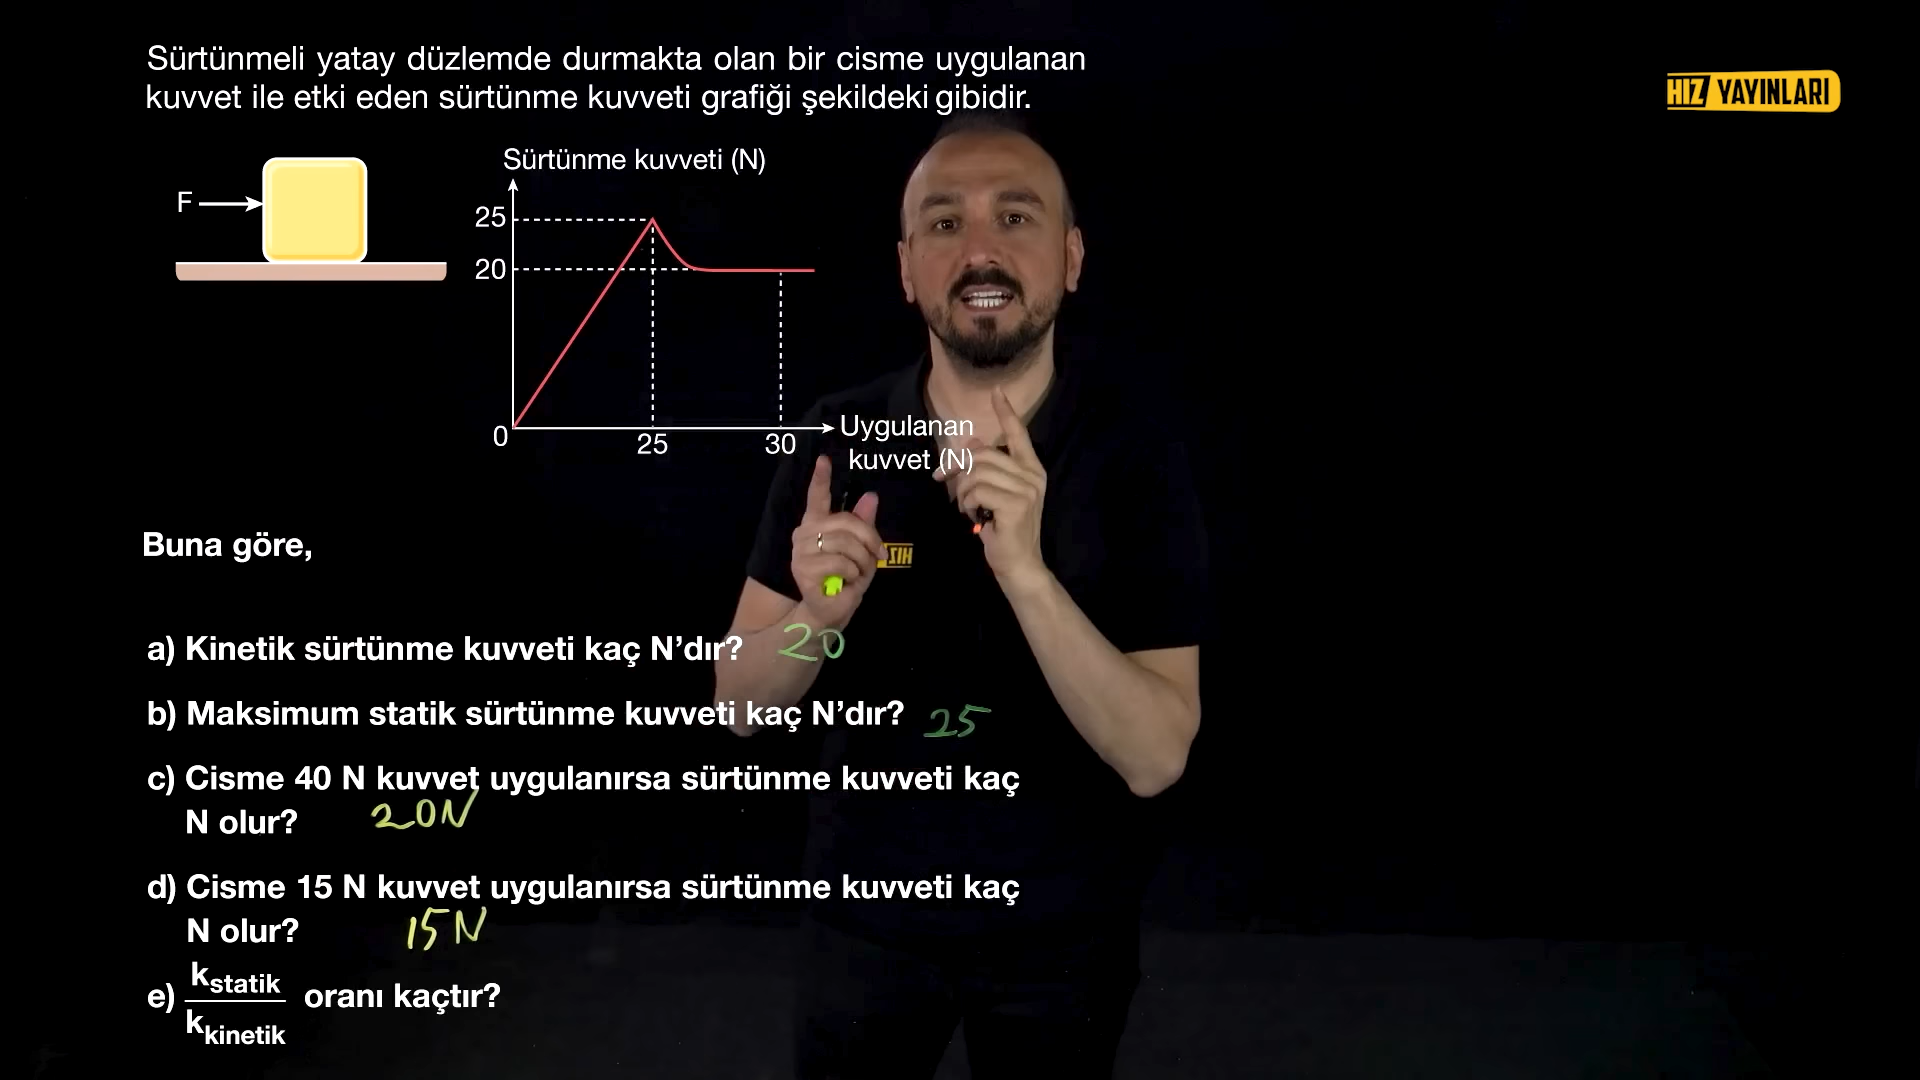 Sürtünmeli yatay düzlemde durmakta olan bir cisme uygulanan
kuvvet ile etki eden sürtünme kuvveti grafiği şekildeki gibidir.
HIZ YAYINLARI
Sürtünme kuvveti (N)
F
25
20
0
25
30
Uygulanan
kuvvet (N)
HIZ
Buna göre,
a) Kinetik sürtünme kuvveti kaç N’dır? 20
b) Maksimum statik sürtünme kuvveti kaç N’dır? 25
c) Cisme 40 N kuvvet uygulanırsa sürtünme kuvveti kaç
N olur? 20N
d) Cisme 15 N kuvvet uygulanırsa sürtünme kuvveti kaç
N olur? 15N
e) kstatik
kkinetik
oranı kaçtır?